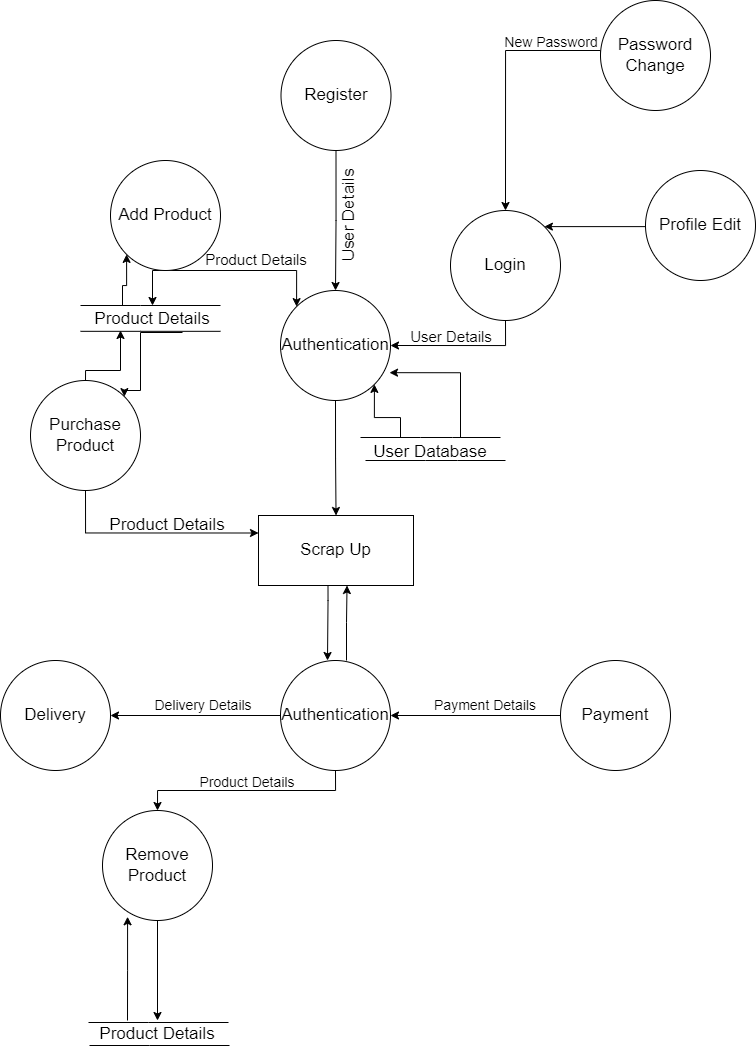 New Password
Password
Change
Register
User Details
Add Product
Profile Edit
Product Details
Login
Product Details
Authentication
User Details
Purchase
Product
User Database
Product Details
Scrap Up
Delivery
Delivery Details
Authentication
Payment Details
Payment
Product Details
Remove
Product
Product Details